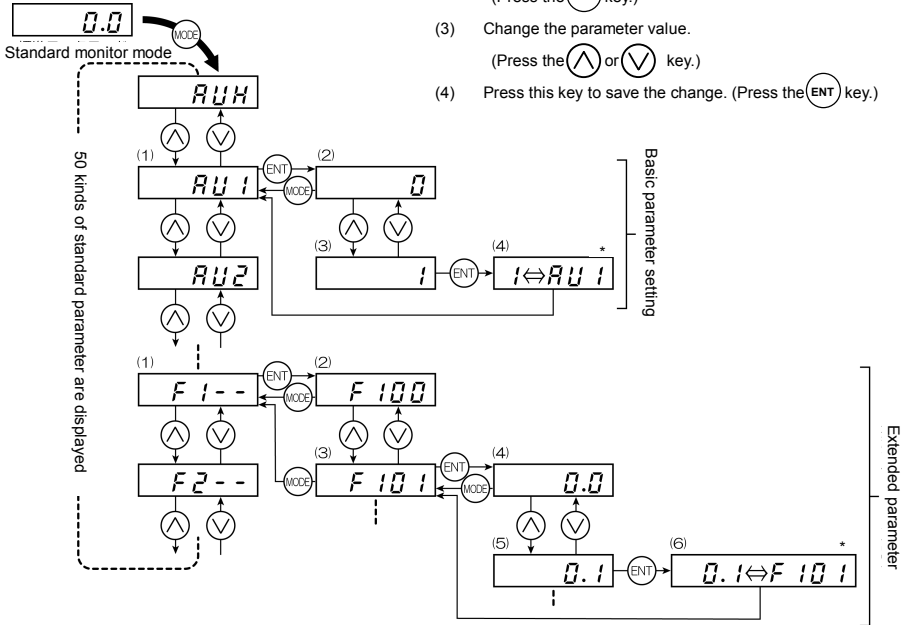 (Press the key.)
(3) Change the parameter value.
(Press the or key.)
(4) Press this key to save the change. (Press the ENT key.)
0.0
MODE
Standard monitor mode
AUH
(1) ENT (2)
AU1 MODE 0
(3) (4) *
AU2 1 ENT 1⇔AU1
Basic parameter setting
50 kinds of standard parameter are displayed
(1) ENT (2)
F1-- MODE F100
(3) ENT (4)
F2-- MODE F101 MODE 0.0
(5) (6) *
0.1 ENT 0.1⇔F101
Extended parameter